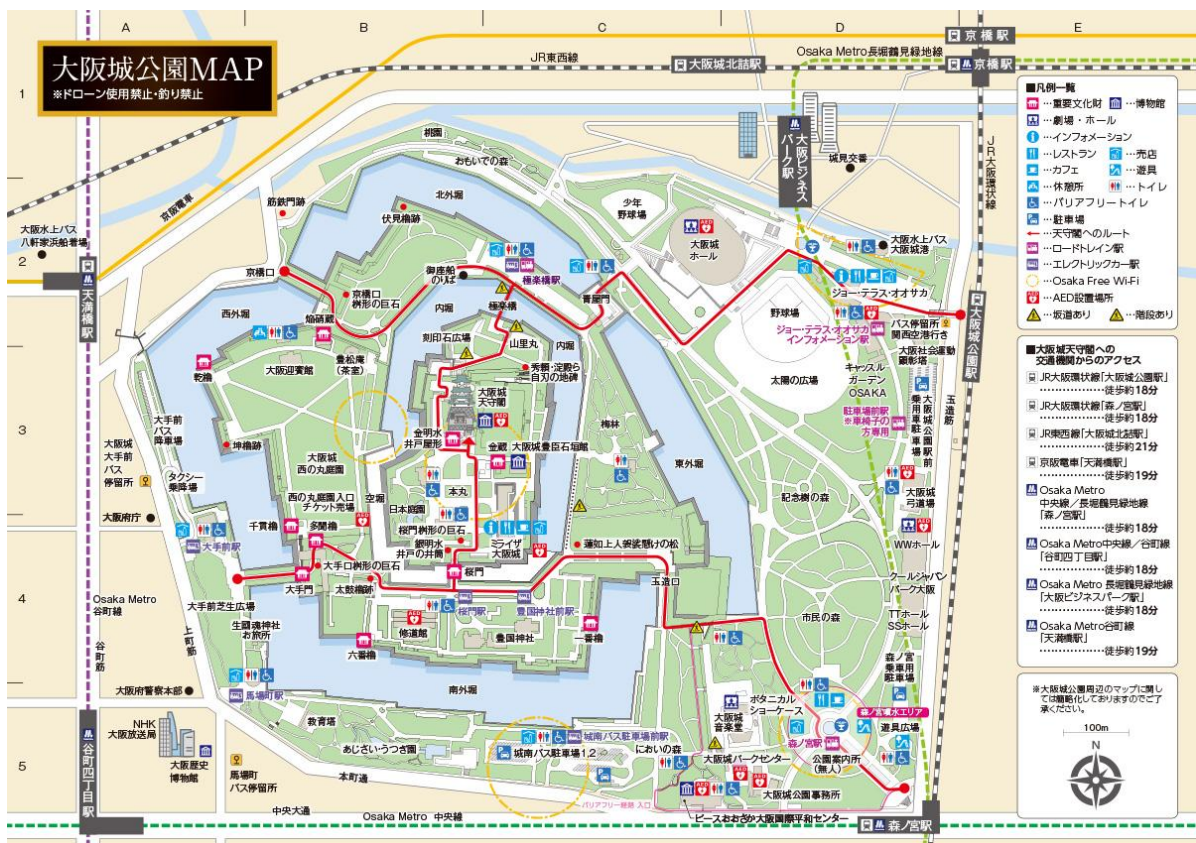 A
B
C
D
E
1
2
3
4
5
大阪城公園MAP
※ドローン使用禁止・釣り禁止
JR東西線
大阪城北詰駅
Osaka Metro長堀鶴見緑地線
京橋駅
京橋駅
大阪ビジネス
パーク駅
城見交番
JR大阪環状線
桃園
おもいでの森
北外堀
筋鉄門跡
伏見櫓跡
京阪電車
大阪水上バス
八軒家浜船着場
天満橋駅
京橋口
少年
野球場
大阪城
ホール
AED
大阪水上バス
大阪城港
極楽橋駅
御座船
のりば
極楽橋
青屋門
ジョー・テラス・オオサカ
野球場
AED
ジョー・テラス・オオサカ
インフォメーション駅
バス停留所
関西空港行き
大阪城公園駅
京橋口
枡形の巨石
内堀
西外堀
焔硝蔵
刻印石広場
山里丸
内堀
豊松庵
(茶室)
乾櫓
大阪迎賓館
秀頼・淀殿ら
自刃の地碑
大阪城
天守閣
AED
太陽の広場
大阪社会運動
顕彰塔
キャッスル
ガーデン
OSAKA
駐車場前駅
※車椅子の
方専用
大阪城公園駅前
乗用車駐車場
玉造筋
大手前
バス
降車場
大阪城
大手前
バス
停留所
坤櫓跡
大阪城
西の丸庭園
金明水
井戸屋形
金蔵
大阪城豊臣石垣館
梅林
東外堀
タクシー
乗降場
空堀
本丸
日本庭園
記念樹の森
AED
大阪城
弓道場
大阪府庁
西の丸庭園入口
チケット売場
AED
千貫櫓
多聞櫓
桜門枡形の巨石
銀明水
井戸の井筒
ミライザ
大阪城
AED
蓮如上人袈裟懸けの松
WWホール
大手前駅
大手口枡形の巨石
桜門
玉造口
クールジャパン
パーク大阪
Osaka Metro
谷町線
大手前芝生広場
大手門
太鼓櫓跡
桜門駅
豊国神社前駅
市民の森
TTホール
SSホール
生國魂神社
お旅所
AED
修道館
豊国神社
一番櫓
上町筋
谷町筋
六番櫓
森ノ宮
乗車用
駐車場
大阪府警察本部
馬場町駅
南外堀
ボタニカル
ショーケース
森ノ宮噴水エリア
大阪城
音楽堂
遊具広場
NHK
大阪放送局
教育塔
城南バス駐車場前駅
城南バス駐車場1,2
においの森
森ノ宮駅
公園案内所
(無人)
谷町四丁目駅
大阪歴史
博物館
馬場町
バス停留所
あじさい・うつぎ園
本町通
大阪城パークセンター
AED
AED
大阪城公園事務所
バリアフリー経路 入口
中央大通
Osaka Metro 中央線
ピースおおさか大阪国際平和センター
森ノ宮駅
■凡例一覧
…重要文化財
…博物館
…劇場・ホール
…インフォメーション
…レストラン
…売店
…カフェ
…遊具
…休憩所
…トイレ
…バリアフリートイレ
…駐車場
…天守閣へのルート
…ロードトレイン駅
…エレクトリックカー駅
…Osaka Free Wi-Fi
AED
…AED設置場所
…坂道あり
…階段あり
■大阪城天守閣への
交通機関からのアクセス
JR大阪環状線「大阪城公園駅」
…………徒歩約18分
JR大阪環状線「森ノ宮駅」
…………徒歩約18分
JR東西線「大阪城北詰駅」
…………徒歩約21分
京阪電車「天満橋駅」
…………徒歩約19分
Osaka Metro
中央線/長堀鶴見緑地線
「森ノ宮駅」
…………徒歩約18分
Osaka Metro中央線/谷町線
「谷町四丁目駅」
…………徒歩約18分
Osaka Metro 長堀鶴見緑地線
「大阪ビジネスパーク駅」
…………徒歩約18分
Osaka Metro谷町線
「天満橋駅」
…………徒歩約19分
※大阪城公園周辺のマップに関し
ては簡略化しておりますのでご了
承ください。
100m
N